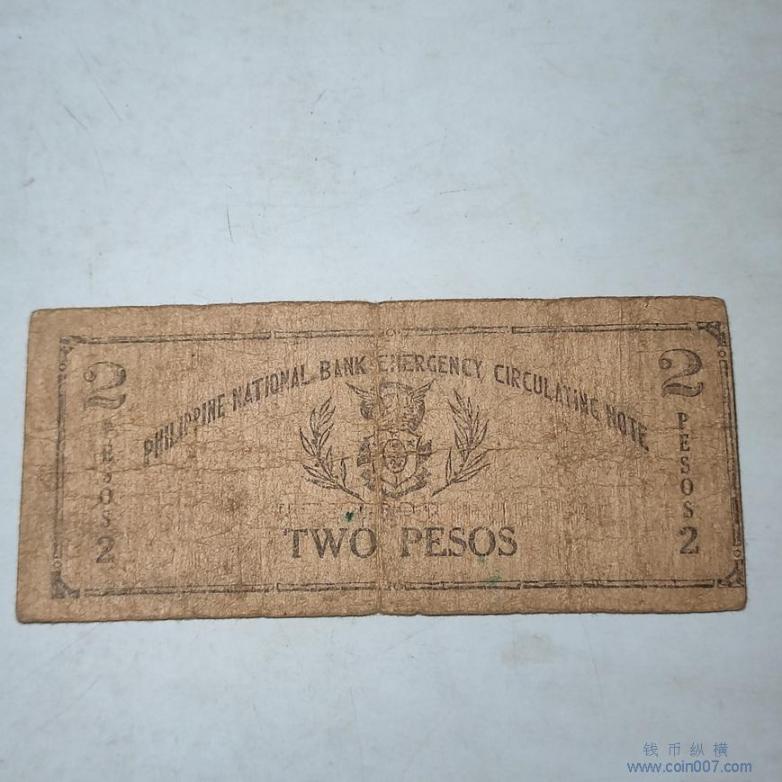 PHILIPPINE NATIONAL BANK EMERGENCY CIRCULATING NOTE
2
PESOS
2
2
PESOS
2
TWO PESOS
钱币纵横
www.coin007.com